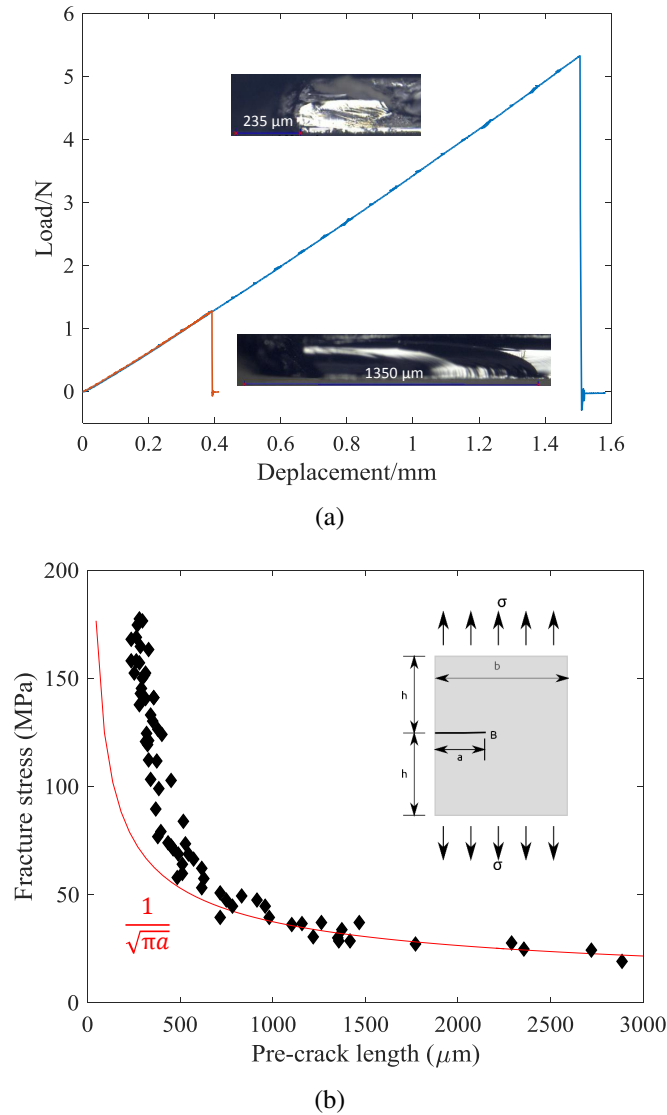 6
5
4
3
2
1
0
Load/N
235 μm
1350 μm
0
0.2
0.4
0.6
0.8
1
1.2
1.4
1.6
Deplacement/mm
(a)
200
150
100
50
0
Fracture stress (MPa)
σ
b
h
B
a
h
σ
1
√πa
0
500
1000
1500
2000
2500
3000
Pre-crack length (μm)
(b)